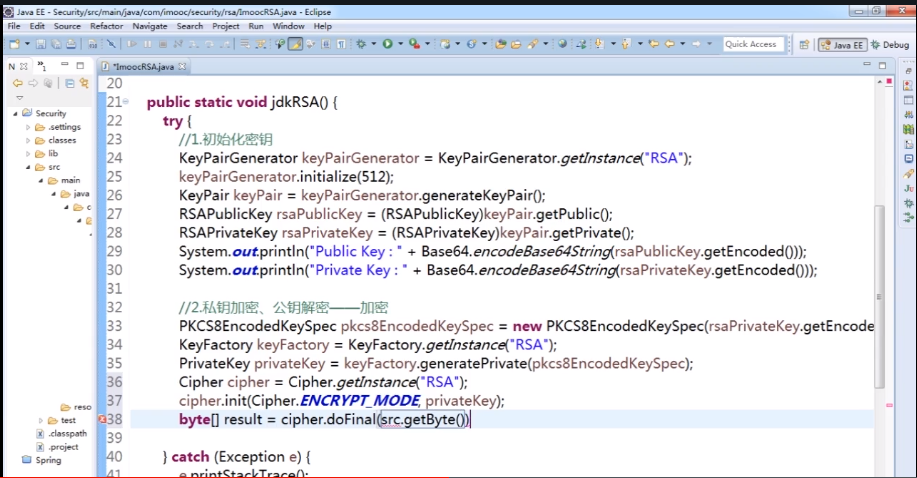 Java EE - Security/src/main/java/com/imooc/security/rsa/ImoocRSA.java - Eclipse
File Edit Source Refactor Navigate Search Project Run Window Help
Quick Access
Java EE
Debug
N
*ImoocRSA.java
Security
.settings
classes
lib
src
main
java
c
reso
test
.classpath
.project
Spring
20
21 public static void jdkRSA() {
22 try {
23 //1.初始化密钥
24 KeyPairGenerator keyPairGenerator = KeyPairGenerator.getInstance("RSA");
25 keyPairGenerator.initialize(512);
26 KeyPair keyPair = keyPairGenerator.generateKeyPair();
27 RSAPublicKey rsaPublicKey = (RSAPublicKey)keyPair.getPublic();
28 RSAPrivateKey rsaPrivateKey = (RSAPrivateKey)keyPair.getPrivate();
29 System.out.println("Public Key : " + Base64.encodeBase64String(rsaPublicKey.getEncoded()));
30 System.out.println("Private Key : " + Base64.encodeBase64String(rsaPrivateKey.getEncoded()));
31
32 //2.私钥加密、公钥解密——加密
33 PKCS8EncodedKeySpec pkcs8EncodedKeySpec = new PKCS8EncodedKeySpec(rsaPrivateKey.getEncode
34 KeyFactory keyFactory = KeyFactory.getInstance("RSA");
35 PrivateKey privateKey = keyFactory.generatePrivate(pkcs8EncodedKeySpec);
36 Cipher cipher = Cipher.getInstance("RSA");
37 cipher.init(Cipher.ENCRYPT_MODE, privateKey);
38 byte[] result = cipher.doFinal(src.getByte())
39
40 } catch (Exception e) {
41 e.printStackTrace();